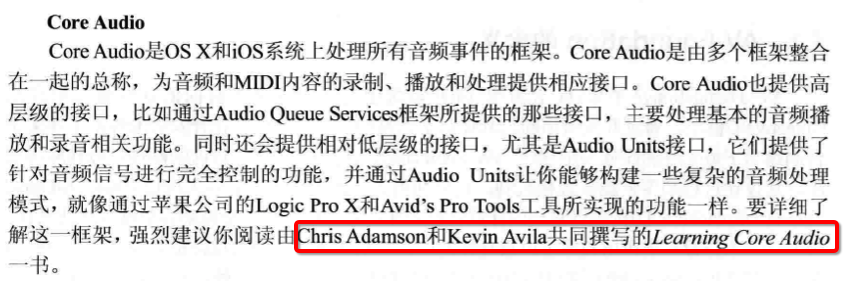 Core Audio
Core Audio是OS X和iOS系统上处理所有音频事件的框架。Core Audio是由多个框架整合
在一起的总称，为音频和MIDI内容的录制、播放和处理提供相应接口。Core Audio也提供高
层级的接口，比如通过Audio Queue Services框架所提供的那些接口，主要处理基本的音频播
放和录音相关功能。同时还会提供相对低层级的接口，尤其是Audio Units接口，它们提供了
针对音频信号进行完全控制的功能，并通过Audio Units让你能够构建一些复杂的音频处理
模式，就像通过苹果公司的Logic Pro X和Avid's Pro Tools工具所实现的功能一样。要详细了
解这一框架，强烈建议你阅读由Chris Adamson和Kevin Avila共同撰写的Learning Core Audio
一书。